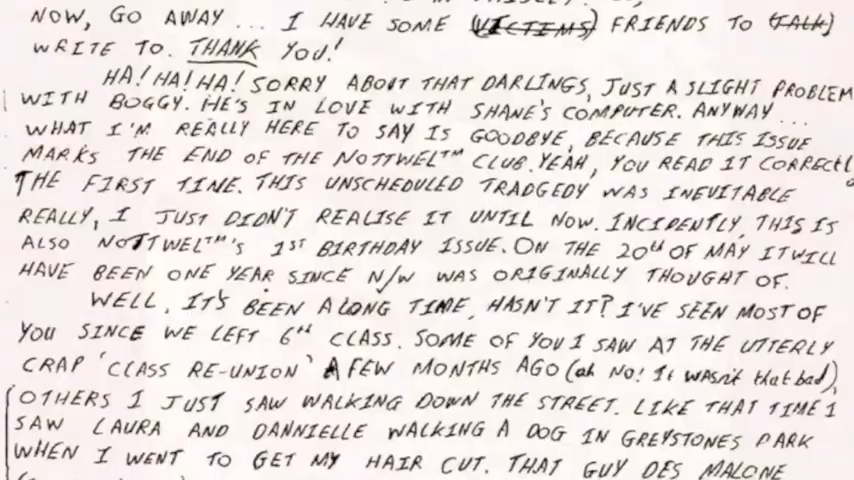 NOW, GO AWAY ... I HAVE SOME (VICTIMS) FRIENDS TO (TALK)
WRITE TO. THANK YOU!
HA! HA! HA! SORRY ABOUT THAT DARLINGS, JUST A SLIGHT PROBLEM
WITH BOGGY. HE'S IN LOVE WITH SHANE'S COMPUTER. ANYWAY...
WHAT I'M REALLY HERE TO SAY IS GOODBYE, BECAUSE THIS ISSUE
MARKS THE END OF THE NOTTWEL™ CLUB. YEAH, YOU READ IT CORRECTLY
THE FIRST TINE. THIS UNSCHEDULED TRADGEDY WAS INEVITABLE
REALLY, I JUST DIDN'T REALISE IT UNTIL NOW. INCIDENTLY, THIS IS
ALSO NOTTWEL™'S 1ST BIRTHDAY ISSUE. ON THE 20th OF MAY IT WILL
HAVE BEEN ONE YEAR SINCE N/W WAS ORIGINALLY THOUGHT OF.
WELL, IT'S BEEN A LONG TIME, HASN'T IT? I'VE SEEN MOST OF
YOU SINCE WE LEFT 6th CLASS. SOME OF YOU I SAW AT THE UTTERLY
CRAP 'CLASS RE-UNION' A FEW MONTHS AGO (oh No! It wasn't that bad),
OTHERS I JUST SAW WALKING DOWN THE STREET. LIKE THAT TIME I
SAW LAURA AND DANNIELLE WALKING A DOG IN GREYSTONES PARK
WHEN I WENT TO GET MY HAIR CUT. THAT GUY DES MALONE